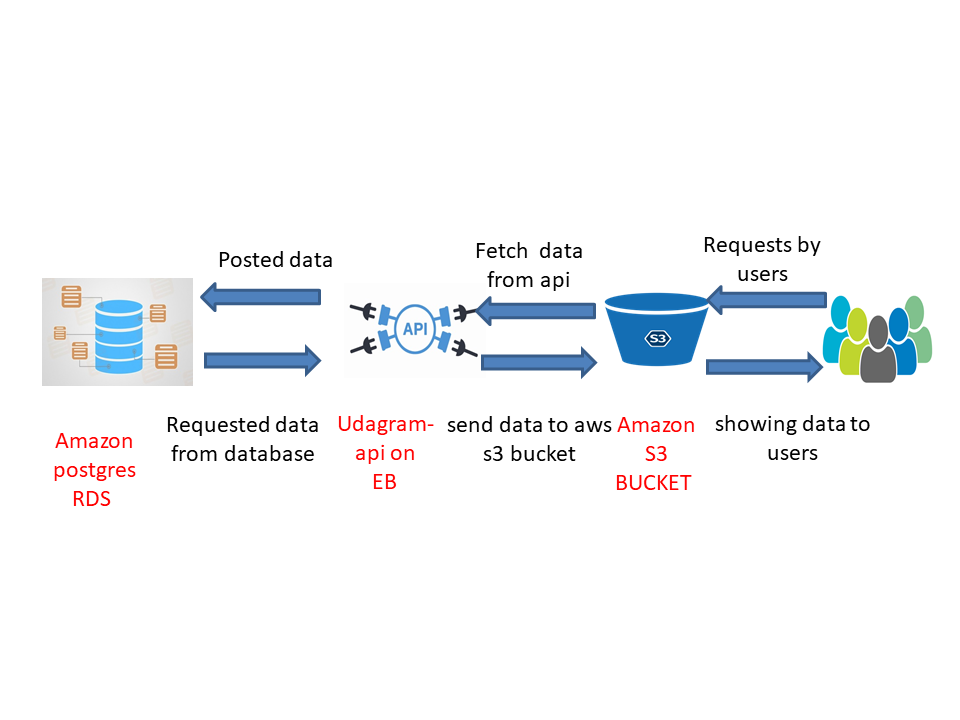 Posted data
Fetch data
from api
Requests by
users
API
S3
Requested data
from database
Udagram-
api on
EB
send data to aws
s3 bucket
Amazon
S3
BUCKET
showing data to
users
Amazon
postgres
RDS